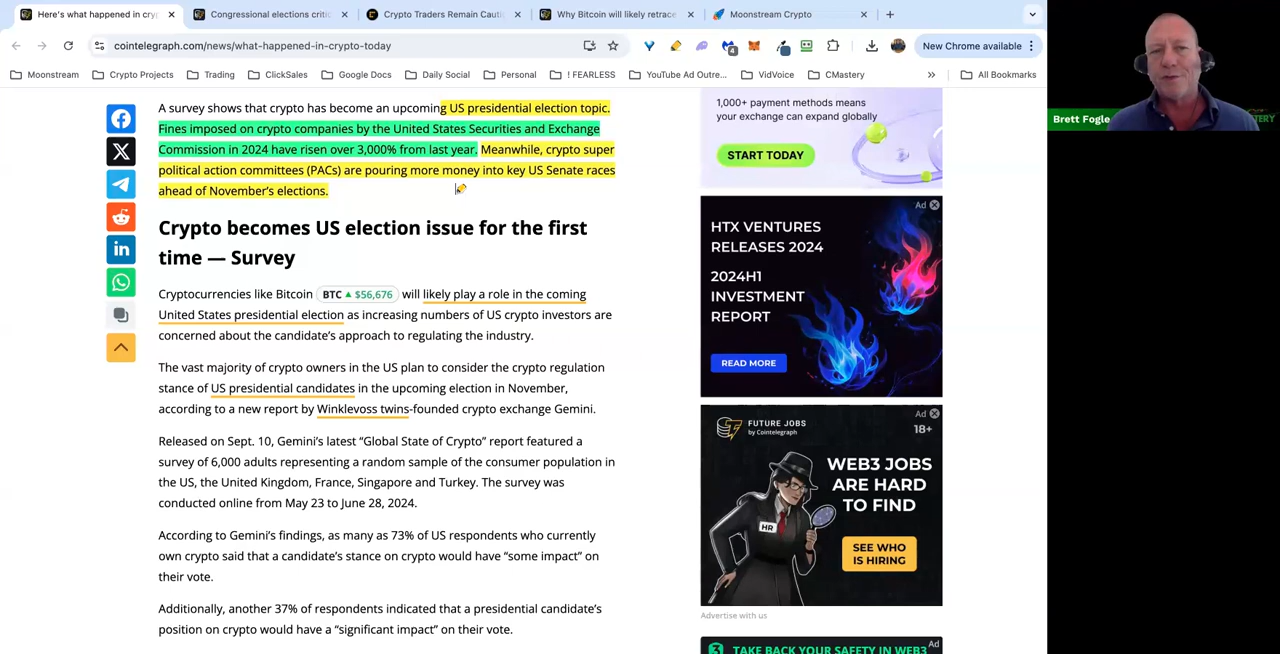 Here's what happened in cryp
Congressional elections critic
Crypto Traders Remain Cauti
Why Bitcoin will likely retrace
Moonstream Crypto
cointelegraph.com/news/what-happened-in-crypto-today
4
New Chrome available
Moonstream
Crypto Projects
Trading
ClickSales
Google Docs
Daily Social
Personal
! FEARLESS
YouTube Ad Outre...
VidVoice
CMastery
»
All Bookmarks
A survey shows that crypto has become an upcoming US presidential election topic.
Fines imposed on crypto companies by the United States Securities and Exchange
Commission in 2024 have risen over 3,000% from last year. Meanwhile, crypto super
political action committees (PACs) are pouring more money into key US Senate races
ahead of November's elections.
Crypto becomes US election issue for the first
time — Survey
Cryptocurrencies like Bitcoin BTC ▲ $56,676 will likely play a role in the coming
United States presidential election as increasing numbers of US crypto investors are
concerned about the candidate's approach to regulating the industry.
The vast majority of crypto owners in the US plan to consider the crypto regulation
stance of US presidential candidates in the upcoming election in November,
according to a new report by Winklevoss twins-founded crypto exchange Gemini.
Released on Sept. 10, Gemini's latest “Global State of Crypto” report featured a
survey of 6,000 adults representing a random sample of the consumer population in
the US, the United Kingdom, France, Singapore and Turkey. The survey was
conducted online from May 23 to June 28, 2024.
According to Gemini's findings, as many as 73% of US respondents who currently
own crypto said that a candidate's stance on crypto would have “some impact” on
their vote.
Additionally, another 37% of respondents indicated that a presidential candidate's
position on crypto would have a “significant impact” on their vote.
1,000+ payment methods means
your exchange can expand globally
START TODAY
Ad
HTX VENTURES
RELEASES 2024
2024H1
INVESTMENT
REPORT
READ MORE
Ad
FUTURE JOBS
by Cointelegraph
18+
WEB3 JOBS
ARE HARD
TO FIND
HR
SEE WHO
IS HIRING
Advertise with us
Ad
TAKE BACK YOUR SAFETY IN WEB3
Brett Fogle
TERY